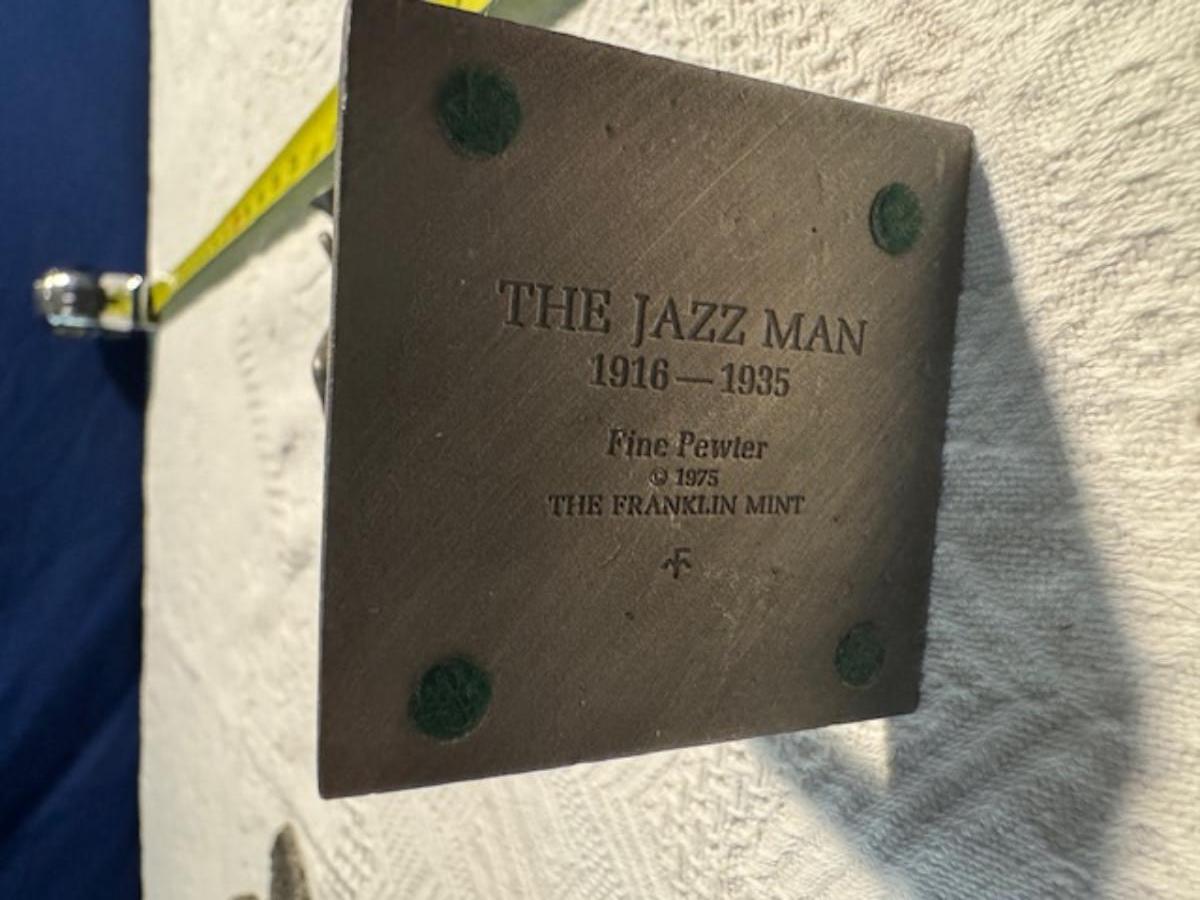 THE JAZZ MAN
1916 — 1935
Fine Pewter
© 1975
THE FRANKLIN MINT